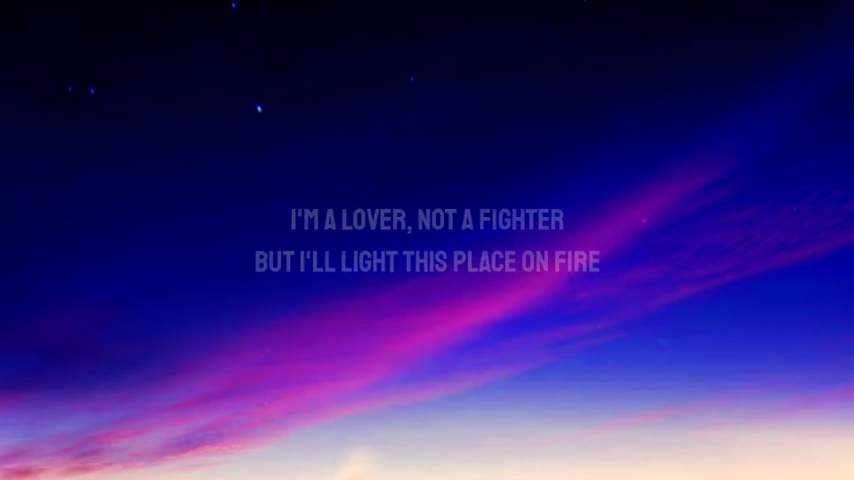 I'M A LOVER, NOT A FIGHTER
BUT I'LL LIGHT THIS PLACE ON FIRE